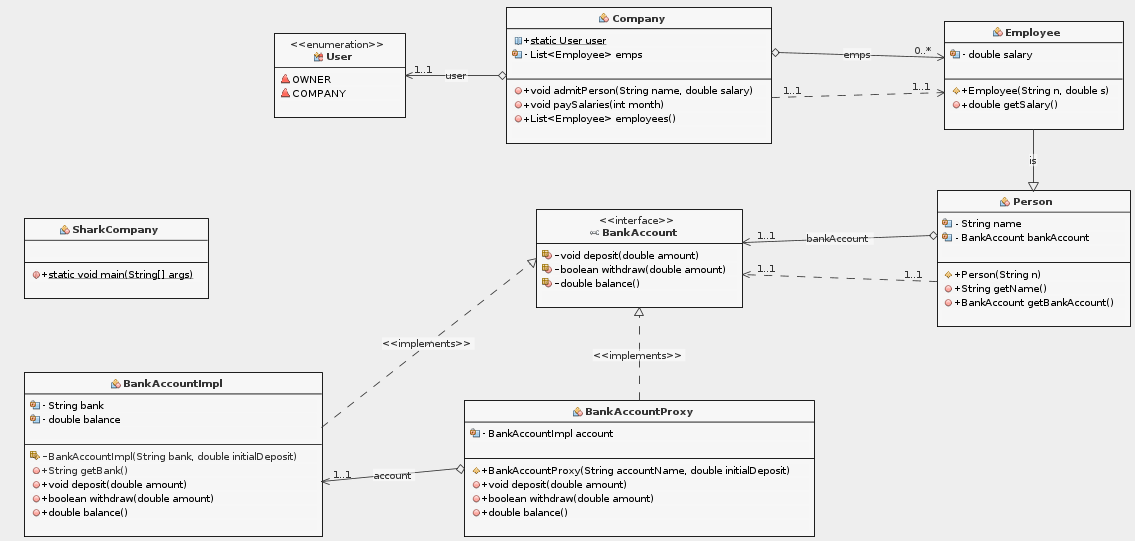 <<enumeration>>
User
OWNER
COMPANY
Company
+static User user
- List<Employee> emps
+void admitPerson(String name, double salary)
+void paySalaries(int month)
+List<Employee> employees()
Employee
- double salary
+Employee(String n, double s)
+double getSalary()
1..1
user
emps
0..*
1..1
1..1
is
SharkCompany
+static void main(String[] args)
<<interface>>
BankAccount
-void deposit(double amount)
-boolean withdraw(double amount)
-double balance()
Person
- String name
- BankAccount bankAccount
+Person(String n)
+String getName()
+BankAccount getBankAccount()
1..1
bankAccount
1..1
1..1
<<implements>>
<<implements>>
BankAccountImpl
- String bank
- double balance
-BankAccountImpl(String bank, double initialDeposit)
+String getBank()
+void deposit(double amount)
+boolean withdraw(double amount)
+double balance()
1..1
account
BankAccountProxy
- BankAccountImpl account
+BankAccountProxy(String accountName, double initialDeposit)
+void deposit(double amount)
+boolean withdraw(double amount)
+double balance()